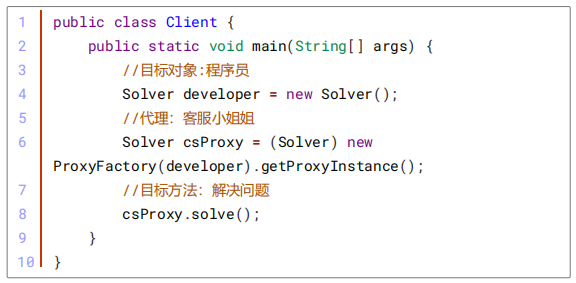 1 public class Client {
2 public static void main(String[] args) {
3 //目标对象:程序员
4 Solver developer = new Solver();
5 //代理：客服小姐姐
6 Solver csProxy = (Solver) new
ProxyFactory(developer).getProxyInstance();
7 //目标方法：解决问题
8 csProxy.solve();
9 }
10 }